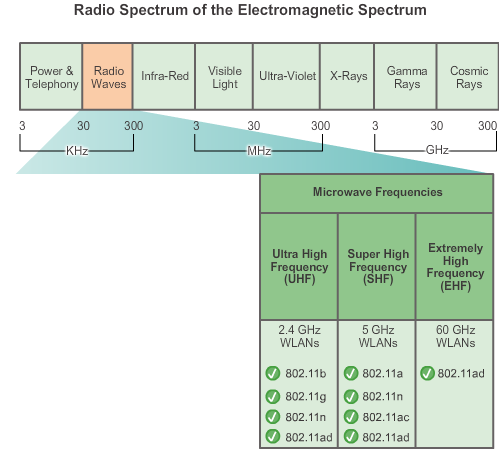 Radio Spectrum of the Electromagnetic Spectrum
Power &
Telephony
Radio
Waves
Infra-Red
Visible
Light
Ultra-Violet
X-Rays
Gamma
Rays
Cosmic
Rays
3 30 300 3 30 300 3 30 300
KHz MHz GHz
Microwave Frequencies
Ultra High
Frequency
(UHF)
Super High
Frequency
(SHF)
Extremely
High
Frequency
(EHF)
2.4 GHz
WLANs
5 GHz
WLANs
60 GHz
WLANs
802.11b 802.11a 802.11ad
802.11g 802.11n
802.11n 802.11ac
802.11ad 802.11ad